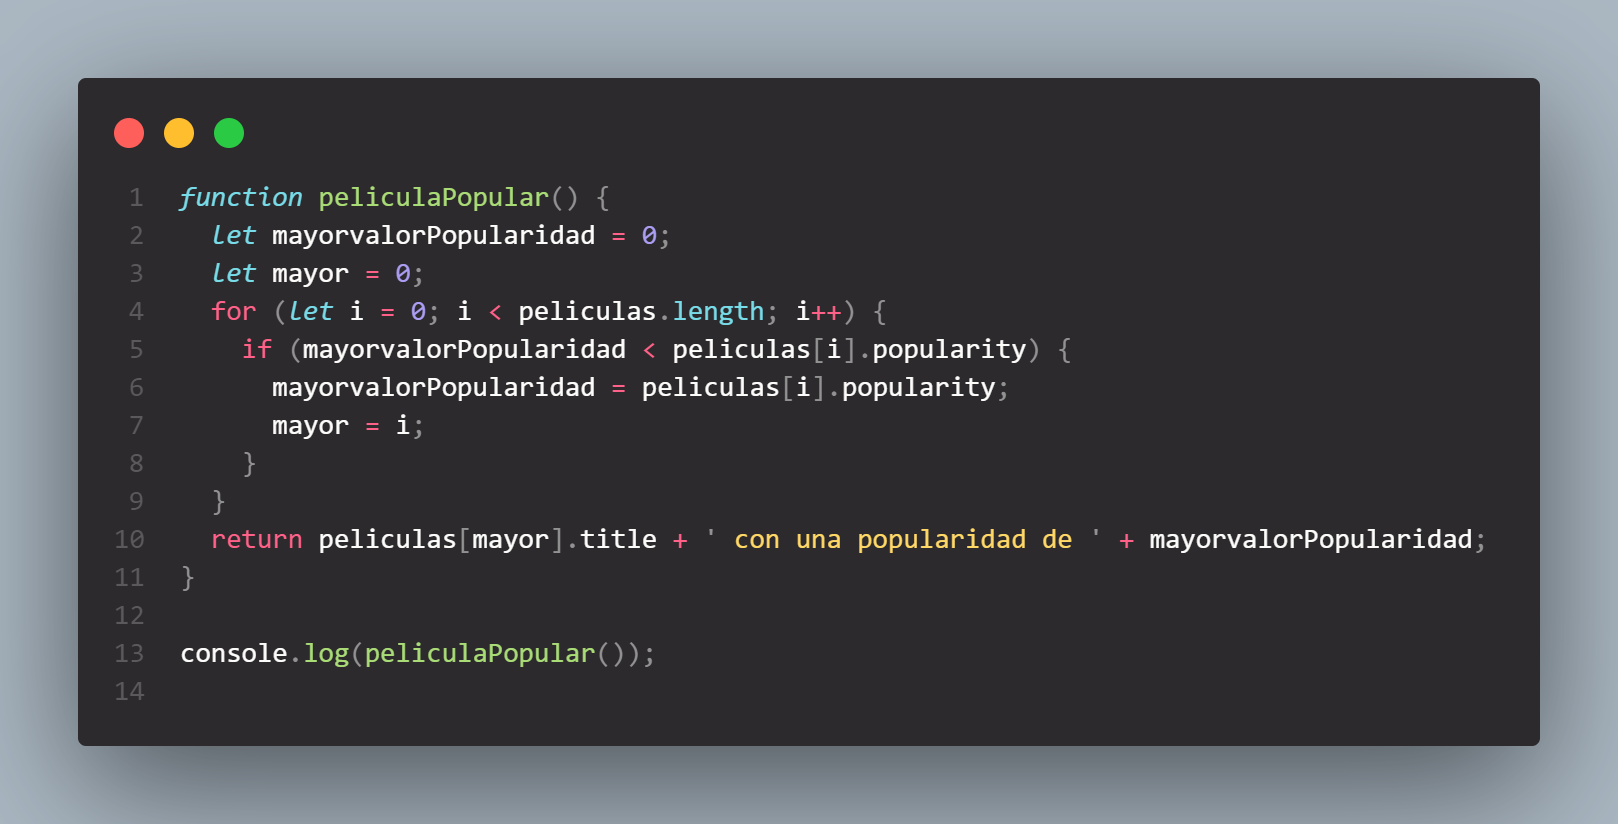 1 function peliculaPopular() {
2 let mayorvalorPopularidad = 0;
3 let mayor = 0;
4 for (let i = 0; i < peliculas.length; i++) {
5 if (mayorvalorPopularidad < peliculas[i].popularity) {
6 mayorvalorPopularidad = peliculas[i].popularity;
7 mayor = i;
8 }
9 }
10 return peliculas[mayor].title + ' con una popularidad de ' + mayorvalorPopularidad;
11 }
12
13 console.log(peliculaPopular());
14